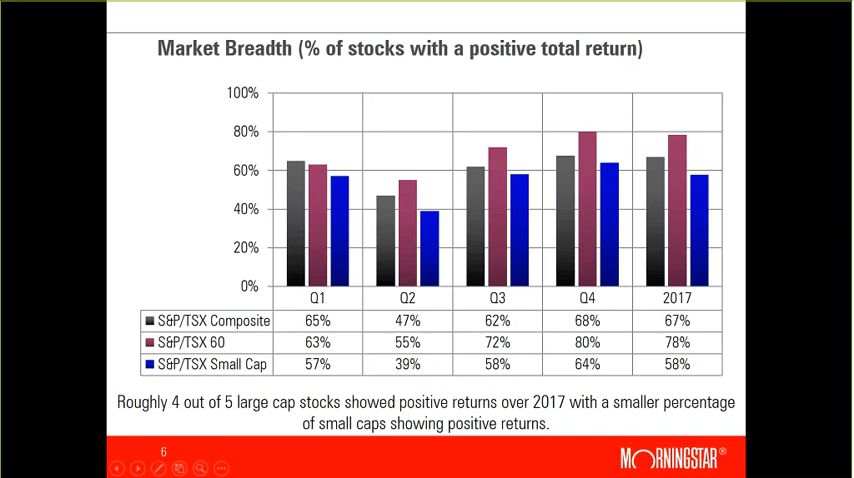 Market Breadth (% of stocks with a positive total return)
100%
80%
60%
40%
20%
0%
Q1 Q2 Q3 Q4 2017
S&P/TSX Composite 65% 47% 62% 68% 67%
S&P/TSX 60 63% 55% 72% 80% 78%
S&P/TSX Small Cap 57% 39% 58% 64% 58%
Roughly 4 out of 5 large cap stocks showed positive returns over 2017 with a smaller percentage
of small caps showing positive returns.
6
MORNINGSTAR®